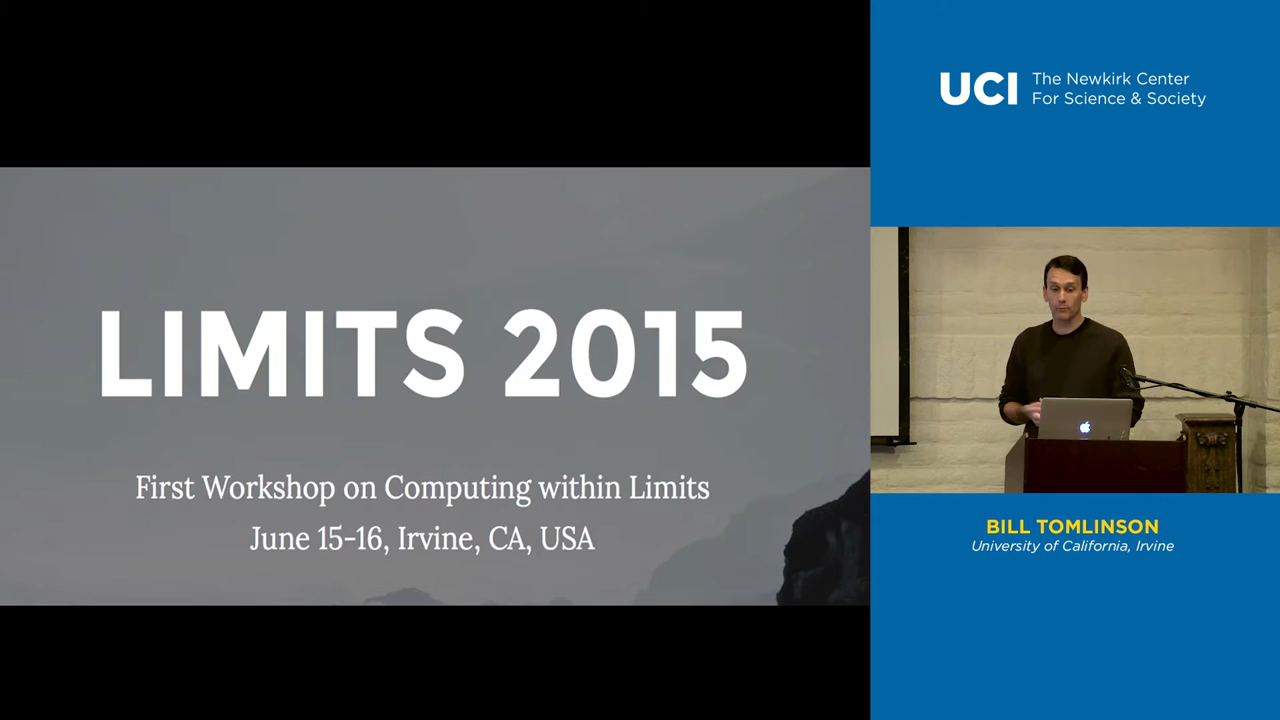 LIMITS 2015
First Workshop on Computing within Limits
June 15-16, Irvine, CA, USA
UCI
The Newkirk Center
For Science & Society
BILL TOMLINSON
University of California, Irvine